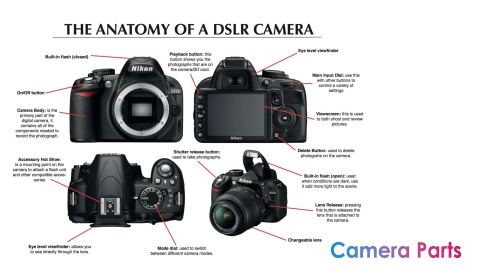 THE ANATOMY OF A DSLR CAMERA
Built-in flash (closed)
Playback button: this
button shows you the
photographs that are on
the camera/SD card.
Eye level viewfinder
Main Input Dial: use this
with other buttons to
control a variety of
settings
On/Off button
Nikon
D3100
Camera Body: is the
primary part of the
digital camera, it
contains all of the
components needed to
record the photograph.
Viewscreen: this is used
to both shoot and review
pictures.
Nikon
Delete Button: used to delete
photographs on the camera.
Shutter release button:
used to take photographs.
Accessory Hot Shoe:
is a mounting point on the
camera to attach a flash unit
and other compatible acces-
sories
Built-in flash (open): used
when conditions are dark, use
it add more light to the scene.
Lens Release: pressing
this button releases the
lens that is attached to
the camera.
Eye level viewfinder: allows you
to see directly through the lens.
Mode dial: used to switch
between different camera modes.
Changeable lens
Camera Parts